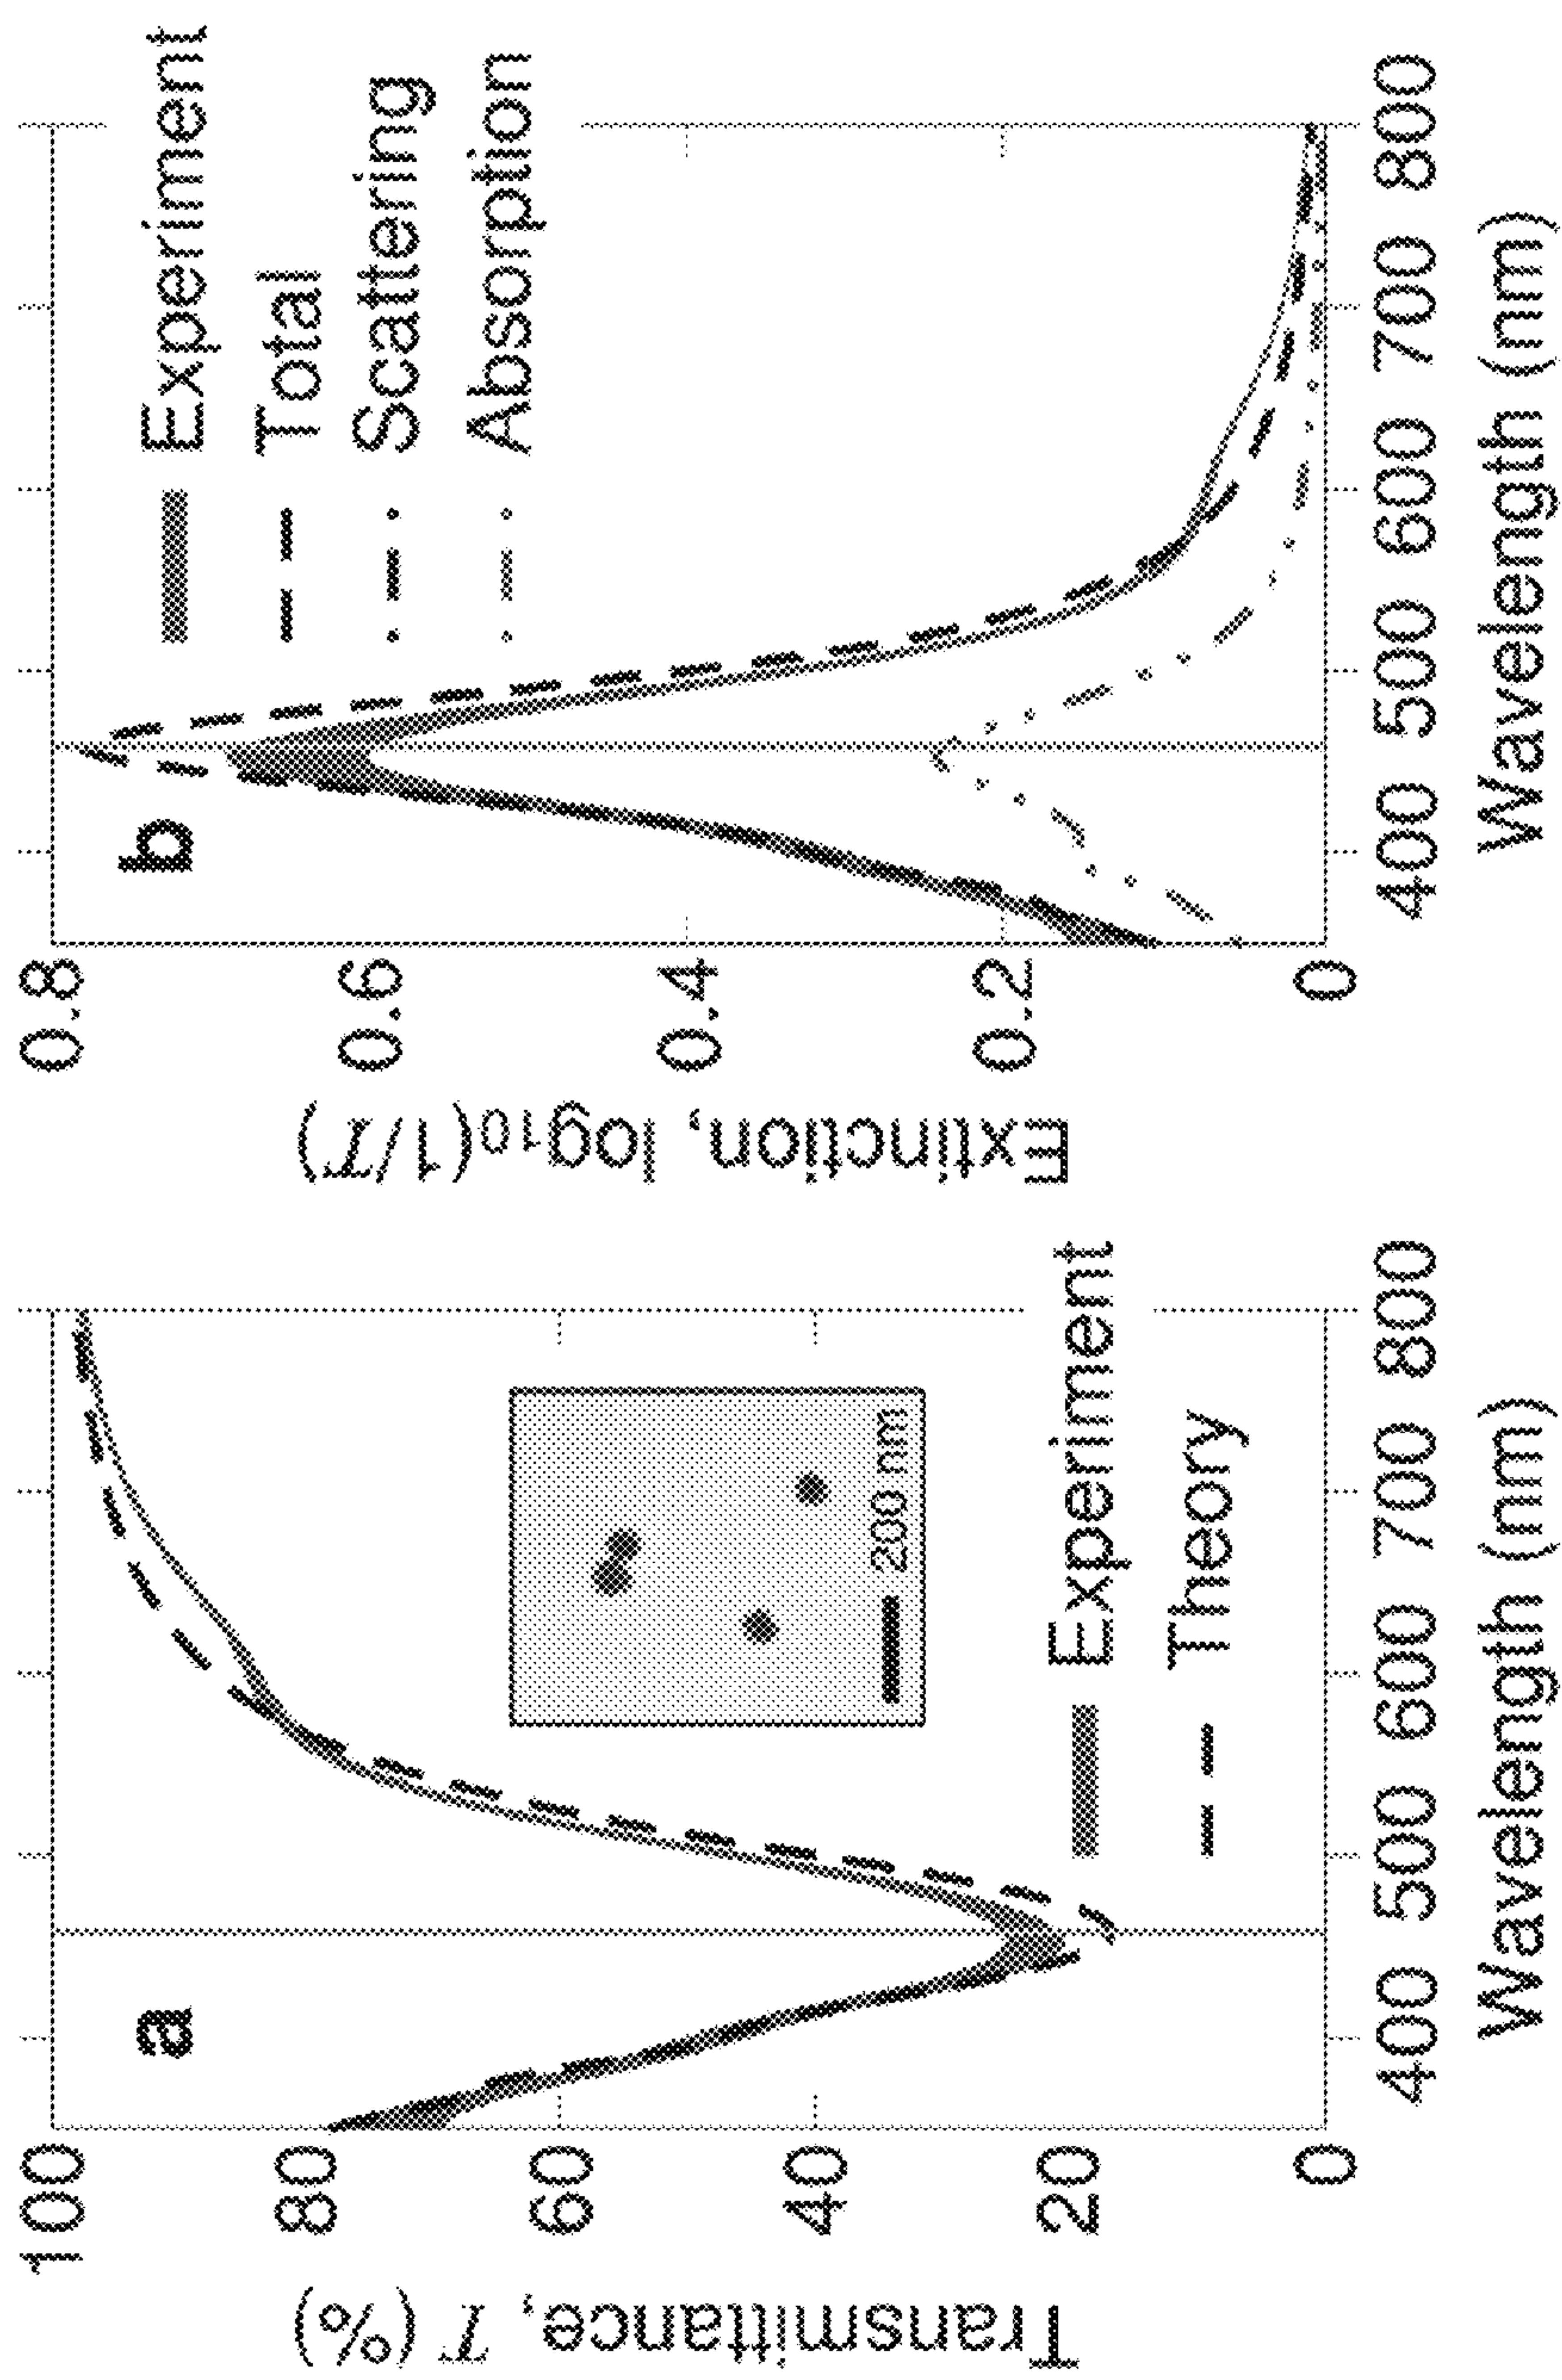 a
Transmittance, T (%)
100
80
60
40
20
0
200 nm
Experiment
Theory
400 500 600 700 800
Wavelength (nm)
b
Extinction, log₁₀(1/T)
0.8
0.6
0.4
0.2
0
Experiment
Total
Scattering
Absorption
400 500 600 700 800
Wavelength (nm)